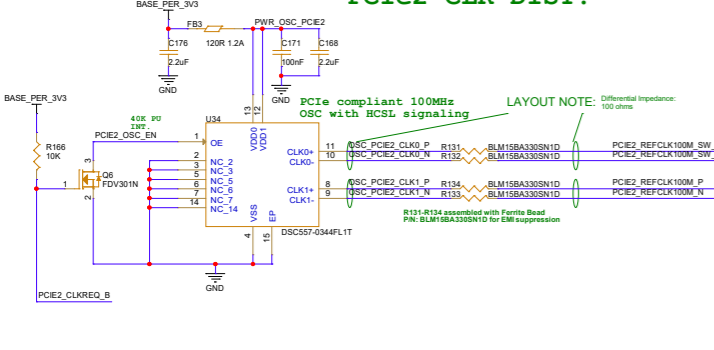 PCIE2 CLK DIST.
BASE_PER_3V3
FB3
PWR_OSC_PCIE2
C176
120R 1.2A
C171
C168
2.2uF
100nF
2.2uF
GND
GND
BASE_PER_3V3
PCIe compliant 100MHz
OSC with HCSL signaling
LAYOUT NOTE:
Differential Impedance:
100 ohms
40K PU
INT.
U34
13
12
R166
10K
PCIE2_OSC_EN
1
OE
VDD0
VDD1
CLK0+
11
OSC_PCIE2_CLK0_P
R131
BLM15BA330SN1D
PCIE2_REFCLK100M_SW_
CLK0-
10
OSC_PCIE2_CLK0_N
R132
BLM15BA330SN1D
PCIE2_REFCLK100M_SW_
2
NC_2
3
NC_3
5
NC_5
6
NC_6
7
NC_7
14
NC_14
3
1
Q6
FDV301N
2
CLK1+
8
OSC_PCIE2_CLK1_P
R134
BLM15BA330SN1D
PCIE2_REFCLK100M_P
CLK1-
9
OSC_PCIE2_CLK1_N
R133
BLM15BA330SN1D
PCIE2_REFCLK100M_N
VSS
EP
4
15
DSC557-0344FL1T
R131-R134 assembled with Ferrite Bead
P/N: BLM15BA330SN1D for EMI suppression
GND
PCIE2_CLKREQ_B